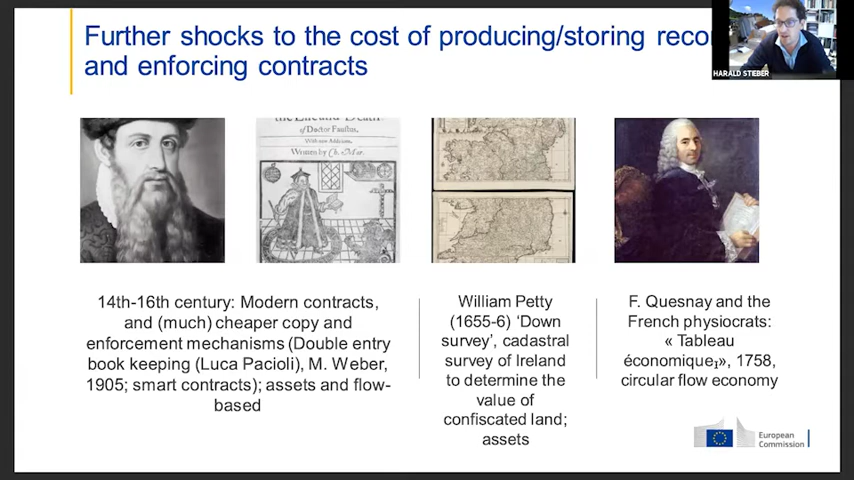 Further shocks to the cost of producing/storing
and enforcing contracts
HARALD STIEBER
the Life and Death
of Doctor Faustus.
With new Additions.
Written by Ch. Mar.
14th-16th century: Modern contracts,
and (much) cheaper copy and
enforcement mechanisms (Double entry
book keeping (Luca Pacioli), M. Weber,
1905; smart contracts); assets and flow-
based
William Petty
(1655-6) ‘Down
survey’, cadastral
survey of Ireland
to determine the
value of
confiscated land;
assets
F. Quesnay and the
French physiocrats:
« Tableau
économique₁», 1758,
circular flow economy
European
Commission